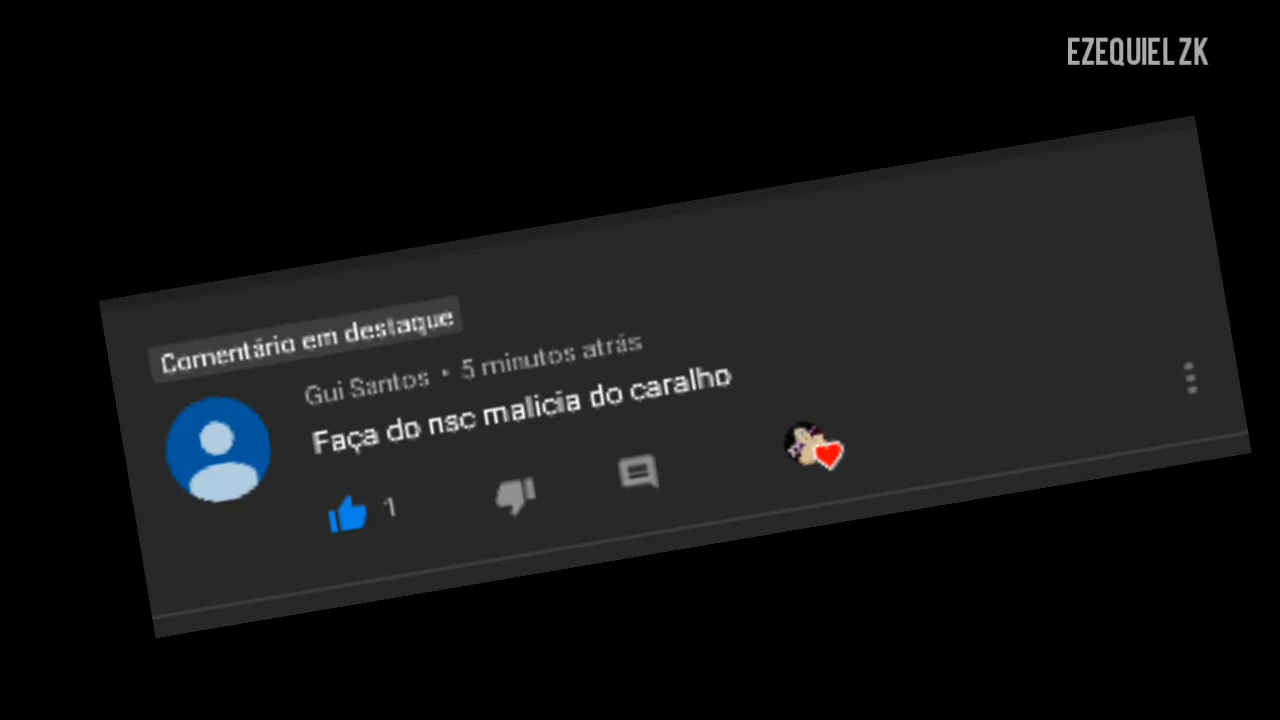 EZEQUIEL ZK
Comentário em destaque
Gui Santos • 5 minutos atrás
Faça do nsc malicia do caralho
1